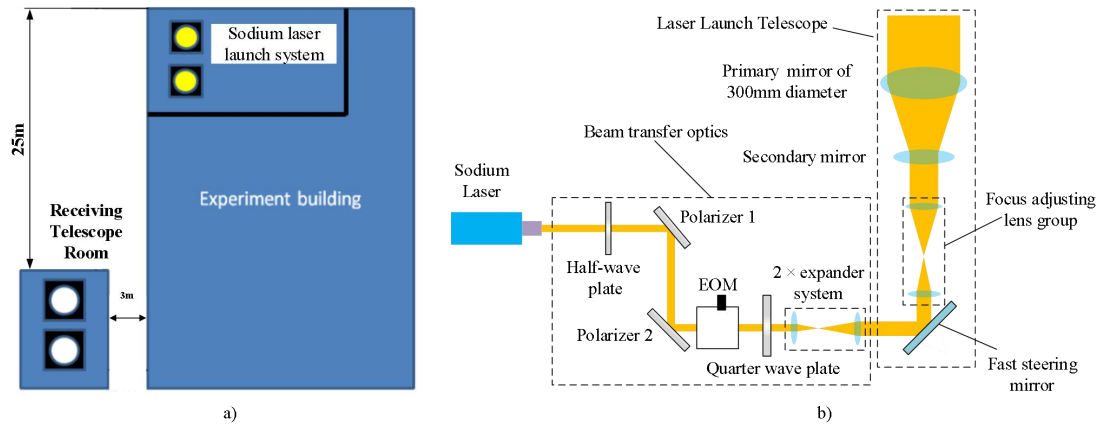 25m
Sodium laser
launch system
Experiment building
Receiving
Telescope
Room
3m
a)
Laser Launch Telescope
Primary mirror of
300mm diameter
Beam transfer optics
Secondary mirror
Sodium
Laser
Polarizer 1
Focus adjusting
lens group
Half-wave
plate
EOM
2 × expander
system
Polarizer 2
Quarter wave plate
Fast steering
mirror
b)